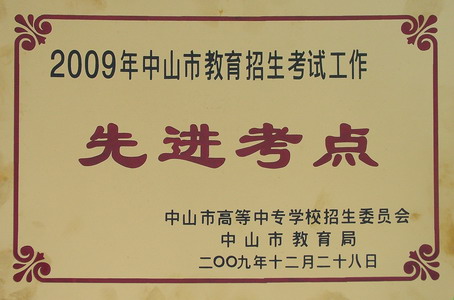 2009年中山市教育招生考试工作
先进考点
中山市高等中专学校招生委员会
中山市教育局
二〇〇九年十二月二十八日